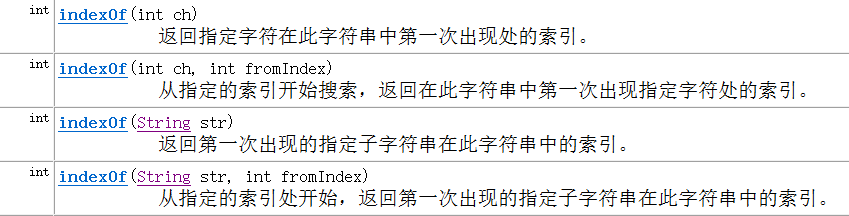 int indexOf(int ch)
返回指定字符在此字符串中第一次出现处的索引。
int indexOf(int ch, int fromIndex)
从指定的索引开始搜索，返回在此字符串中第一次出现指定字符处的索引。
int indexOf(String str)
返回第一次出现的指定子字符串在此字符串中的索引。
int indexOf(String str, int fromIndex)
从指定的索引处开始，返回第一次出现的指定子字符串在此字符串中的索引。